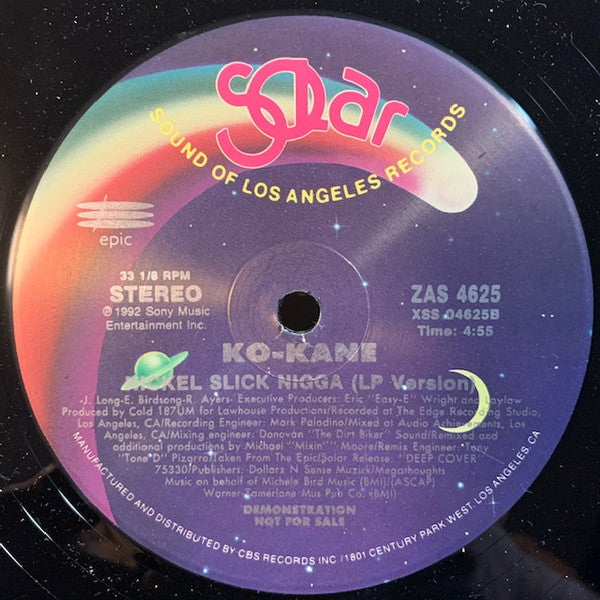 SOLAR
SOUND OF LOS ANGELES RECORDS
epic
33 1/8 RPM
STEREO
℗ 1992 Sony Music
Entertainment Inc.
ZAS 4625
XSS 04625B
Time: 4:55
KO-KANE
NICKEL SLICK NIGGA (LP Version)
-J. Long-E. Birdsong-R. Ayers- Executive Producers: Eric "Easy-E" Wright and Laylaw
Produced by Cold 187UM for Lawhouse Productions/Recorded at The Edge Recording Studio,
Los Angeles, CA/Recording Engineer: Mark Paladino/Mixed at Audio Achievements, Los
Angeles, CA/Mixing engineer: Donovan "The Dirt Biker" Sound/Remixed and
additional productions by Michael "Mixin" Moore/Remix Engineer: Tony
"Tone D" Pizarro Taken From The Epic/Solar Release: "DEEP COVER"
75330/Publishers: Dollarz N Sense Muzick/Megathoughts
Music on behalf of Michele Bird Music (BMI)/(ASCAP)
Warner Tamerlane Mus Pub Co. (BMI)
DEMONSTRATION
NOT FOR SALE
MANUFACTURED AND DISTRIBUTED BY CBS RECORDS INC./1801 CENTURY PARK WEST, LOS ANGELES, CA